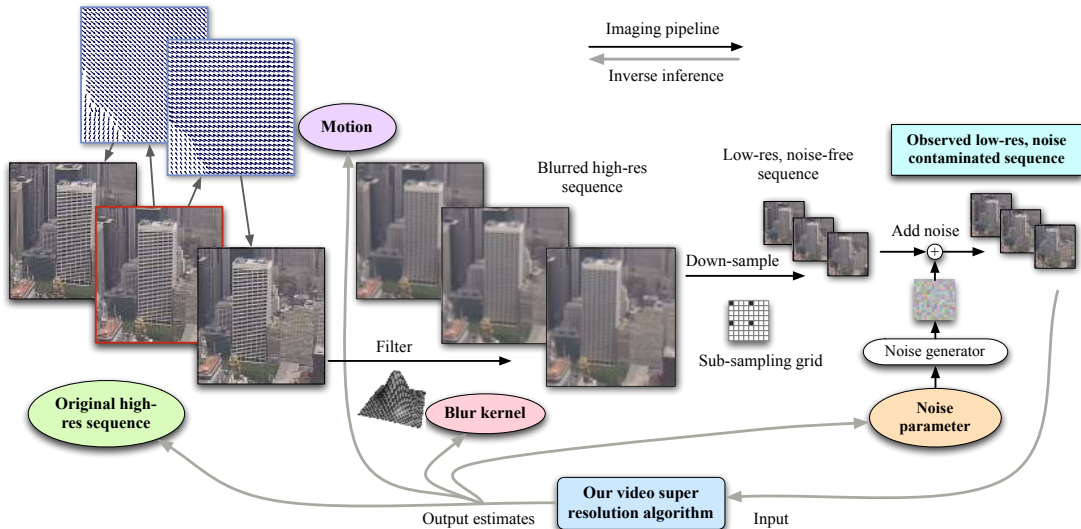 Imaging pipeline
Inverse inference
Motion
Observed low-res, noise
contaminated sequence
Blurred high-res
sequence
Low-res, noise-free
sequence
Add noise
Down-sample
Filter
Sub-sampling grid
Noise generator
Original high-
res sequence
Blur kernel
Noise
parameter
Our video super
resolution algorithm
Output estimates
Input